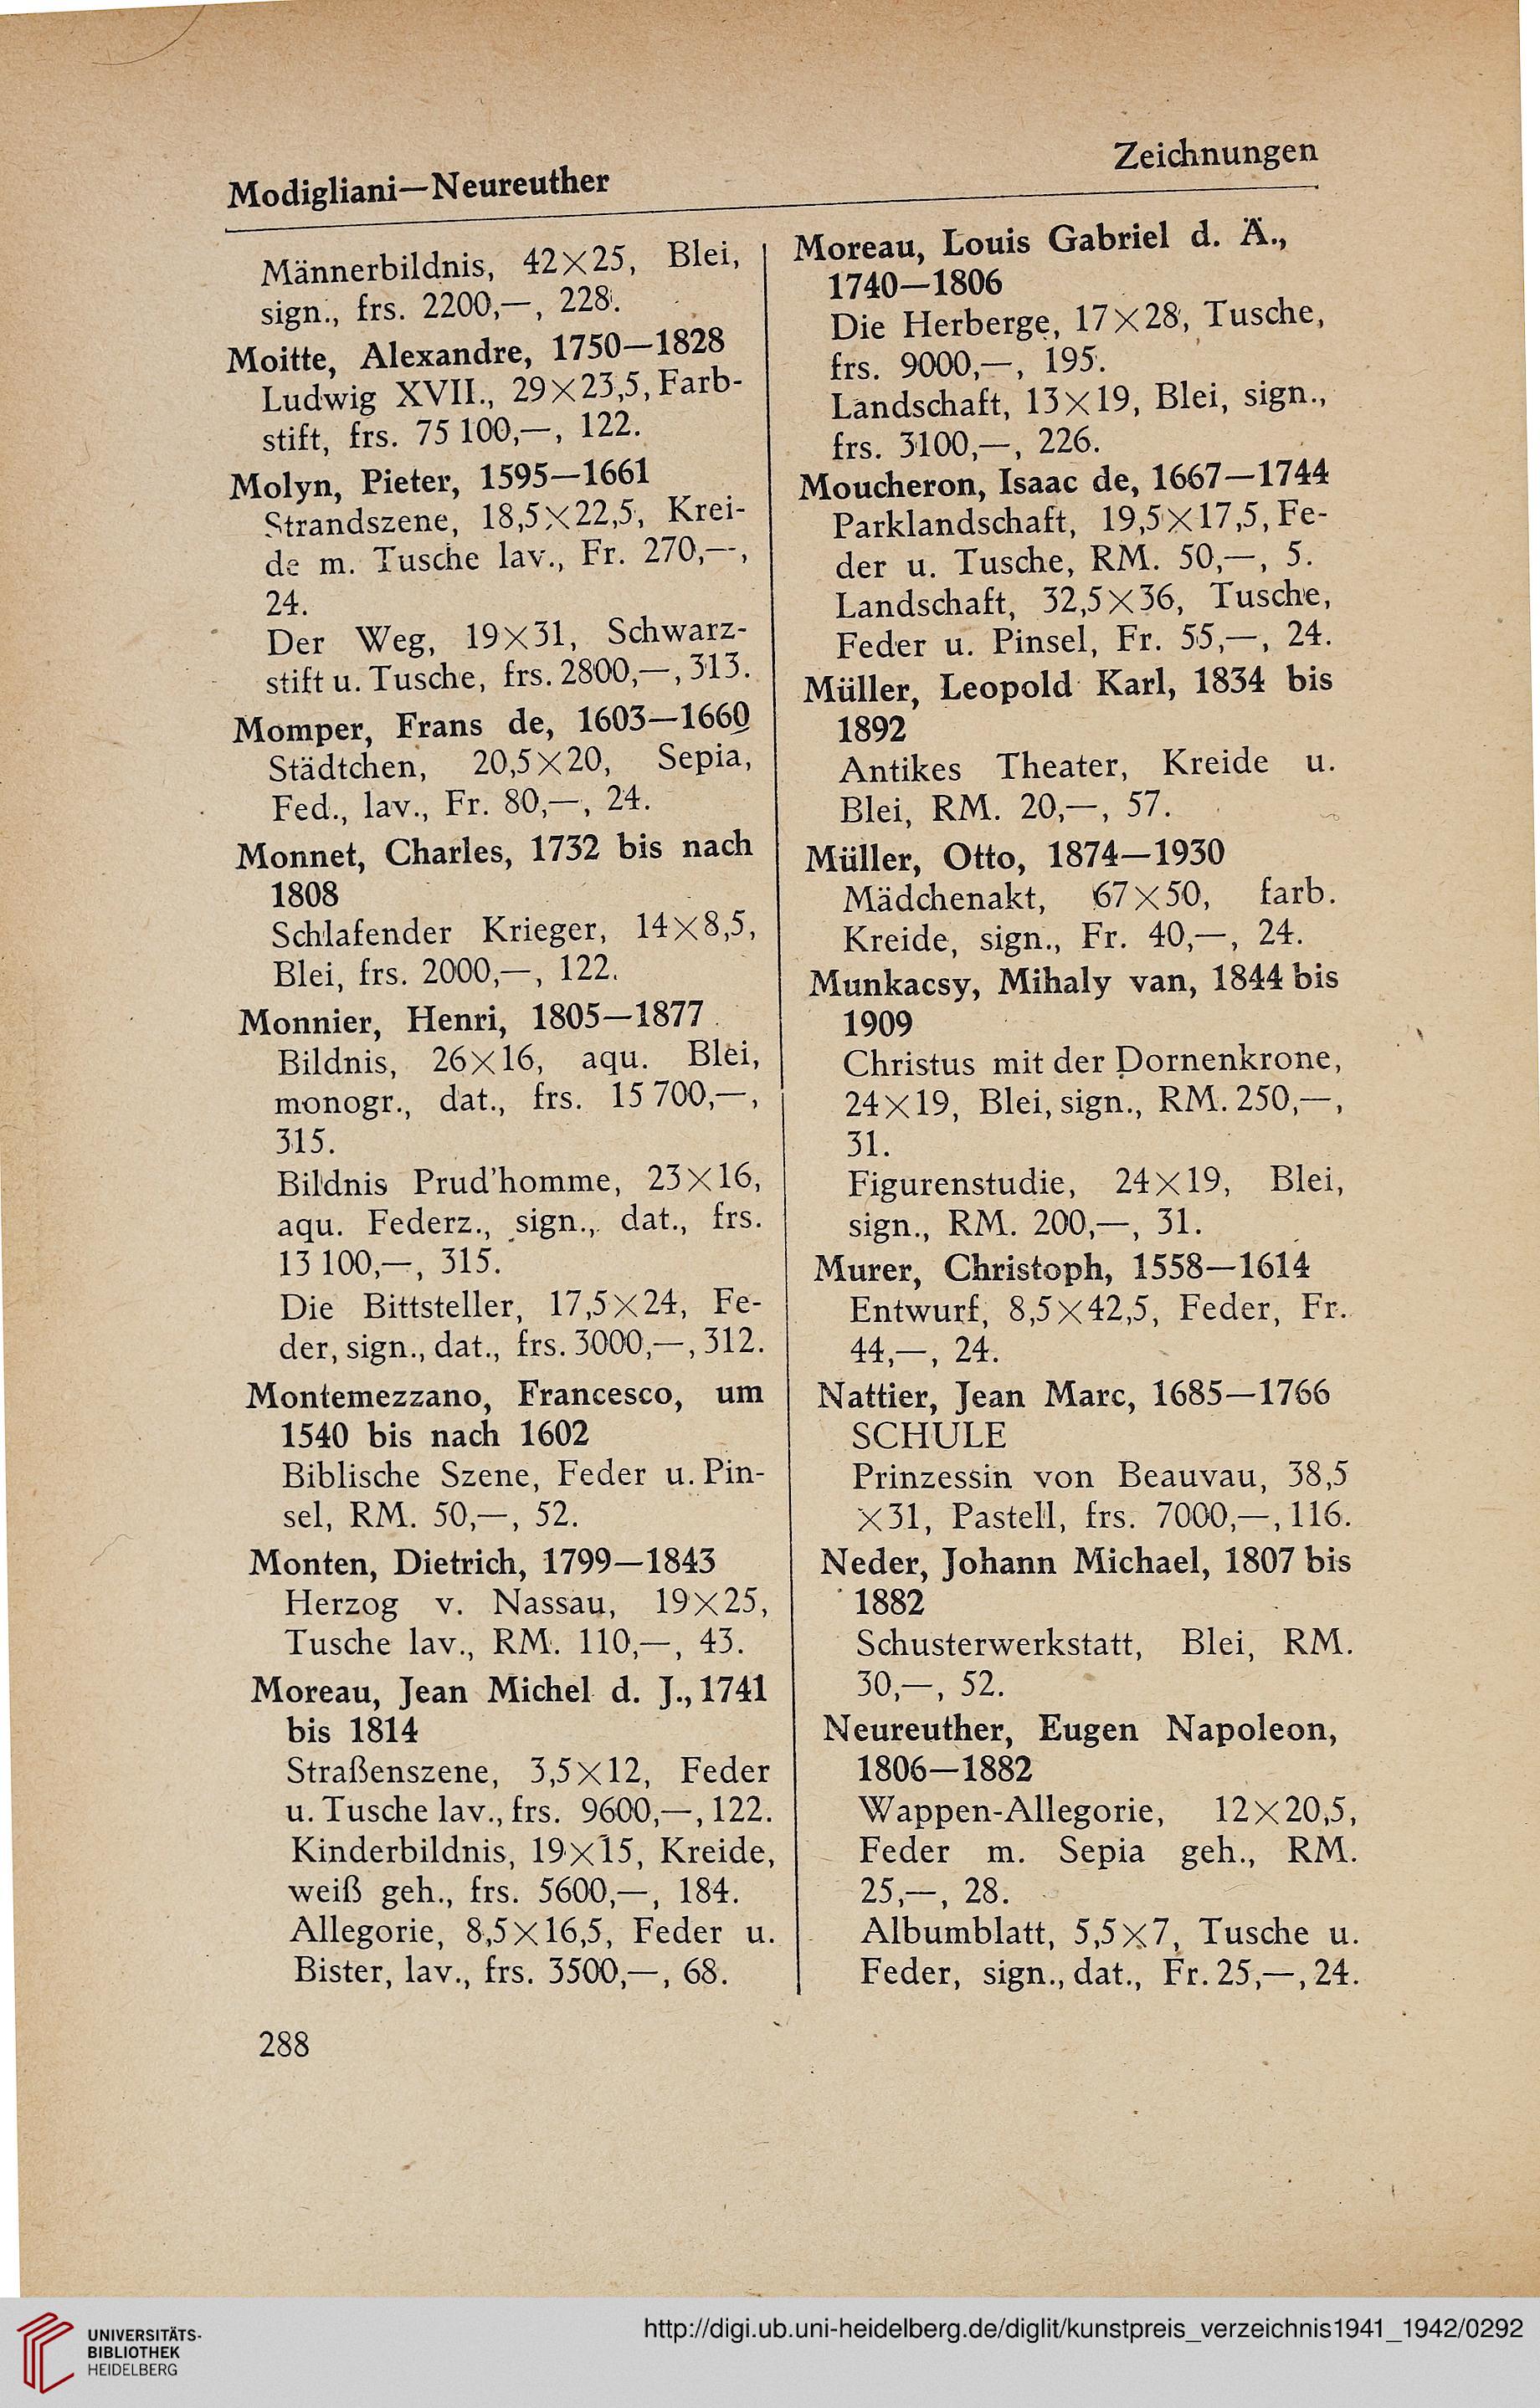 Modigliani—Neureuther
Zeichnungen
Männerbildnis, 42×25, Blei,
sign., frs. 2200,—, 228.
Moitte, Alexandre, 1750—1828
Ludwig XVII., 29×23,5, Farb-
stift, frs. 75 100,—, 122.
Molyn, Pieter, 1595—1661
Strandszene, 18,5×22,5, Krei-
de m. Tusche lav., Fr. 270,—,
24.
Der Weg, 19×31, Schwarz-
stift u. Tusche, frs. 2800,—, 313.
Momper, Frans de, 1603—1660
Städtchen, 20,5×20, Sepia,
Fed., lav., Fr. 80,—, 24.
Monnet, Charles, 1732 bis nach
1808
Schlafender Krieger, 14×8,5,
Blei, frs. 2000,—, 122.
Monnier, Henri, 1805—1877
Bildnis, 26×16, aqu. Blei,
monogr., dat., frs. 15 700,—,
315.
Bildnis Prud'homme, 23×16,
aqu. Federz., sign., dat., frs.
13 100,—, 315.
Die Bittsteller, 17,5×24, Fe-
der, sign., dat., frs. 3000,—, 312.
Montemezzano, Francesco, um
1540 bis nach 1602
Biblische Szene, Feder u. Pin-
sel, RM. 50,—, 52.
Monten, Dietrich, 1799—1843
Herzog v. Nassau, 19×25,
Tusche lav., RM. 110,—, 43.
Moreau, Jean Michel d. J., 1741
bis 1814
Straßenszene, 3,5×12, Feder
u. Tusche lav., frs. 9600,—, 122.
Kinderbildnis, 19×15, Kreide,
weiß geh., frs. 5600,—, 184.
Allegorie, 8,5×16,5, Feder u.
Bister, lav., frs. 3500,—, 68.
Moreau, Louis Gabriel d. Ä.,
1740—1806
Die Herberge, 17×28, Tusche,
frs. 9000,—, 195.
Landschaft, 13×19, Blei, sign.,
frs. 3100,—, 226.
Moucheron, Isaac de, 1667—1744
Parklandschaft, 19,5×17,5, Fe-
der u. Tusche, RM. 50,—, 5.
Landschaft, 32,5×36, Tusche,
Feder u. Pinsel, Fr. 55,—, 24.
Müller, Leopold Karl, 1834 bis
1892
Antikes Theater, Kreide u.
Blei, RM. 20,—, 57.
Müller, Otto, 1874—1930
Mädchenakt, 67×50, farb.
Kreide, sign., Fr. 40,—, 24.
Munkacsy, Mihaly van, 1844 bis
1909
Christus mit der Dornenkrone,
24×19, Blei, sign., RM. 250,—,
31.
Figurenstudie, 24×19, Blei,
sign., RM. 200,—, 31.
Murer, Christoph, 1558—1614
Entwurf, 8,5×42,5, Feder, Fr.
44,—, 24.
Nattier, Jean Marc, 1685—1766
SCHULE
Prinzessin von Beauvau, 38,5
×31, Pastell, frs. 7000,—, 116.
Neder, Johann Michael, 1807 bis
1882
Schusterwerkstatt, Blei, RM.
30,—, 52.
Neureuther, Eugen Napoleon,
1806—1882
Wappen-Allegorie, 12×20,5,
Feder m. Sepia geh., RM.
25,—, 28.
Albumblatt, 5,5×7, Tusche u.
Feder, sign., dat., Fr. 25,—, 24.
288
UNIVERSITÄTS-
BIBLIOTHEK
HEIDELBERG
http://digi.ub.uni-heidelberg.de/diglit/kunstpreis_verzeichnis1941_1942/0292